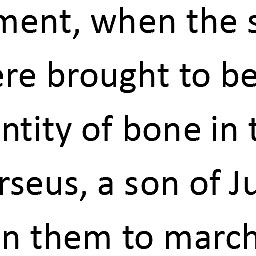 ment, when the s
ere brought to be
ntity of bone in t
rseus, a son of Ju
n them to march